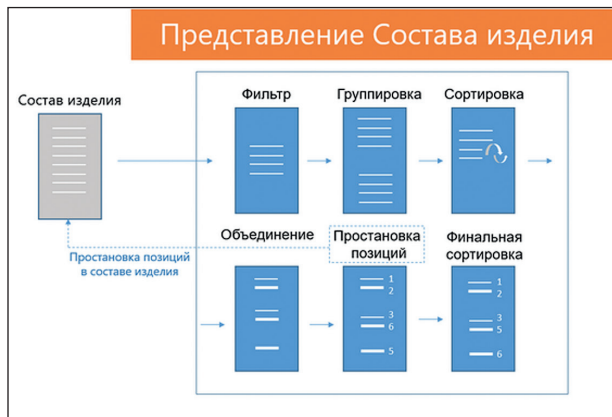 Представление Состава изделия
Состав изделия
Фильтр
Группировка
Сортировка
Объединение
Простановка
позиций
Финальная
сортировка
Простановка позиций
в составе изделия
1
2
3
6
5
1
2
3
5
6